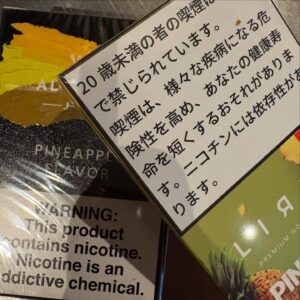 20 歳未満の者の喫煙は
で禁じられています。
喫煙は、様々な疾病になる危
険性を高め、あなたの健康寿
命を短くするおそれがありま
す。ニコチンには依存性が
ります。
PINEAPPL
FLAVOR
WARNING:
This product
contains nicotine.
Nicotine is an
addictive chemical.
LIR
PREMIUM
PIN